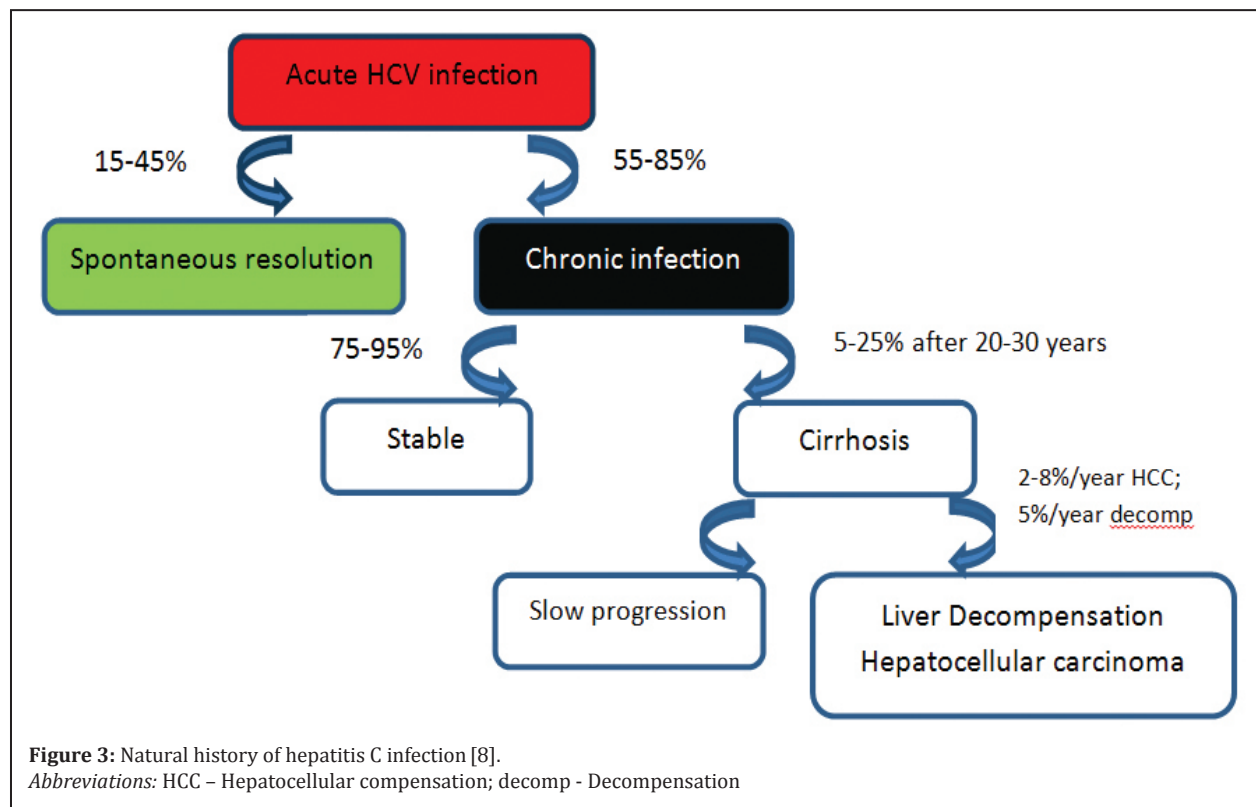 Acute HCV infection
15-45%
55-85%
Spontaneous resolution
Chronic infection
75-95%
5-25% after 20-30 years
Stable
Cirrhosis
2-8%/year HCC;
5%/year decomp
Slow progression
Liver Decompensation
Hepatocellular carcinoma
Figure 3: Natural history of hepatitis C infection [8].
Abbreviations: HCC – Hepatocellular compensation; decomp - Decompensation